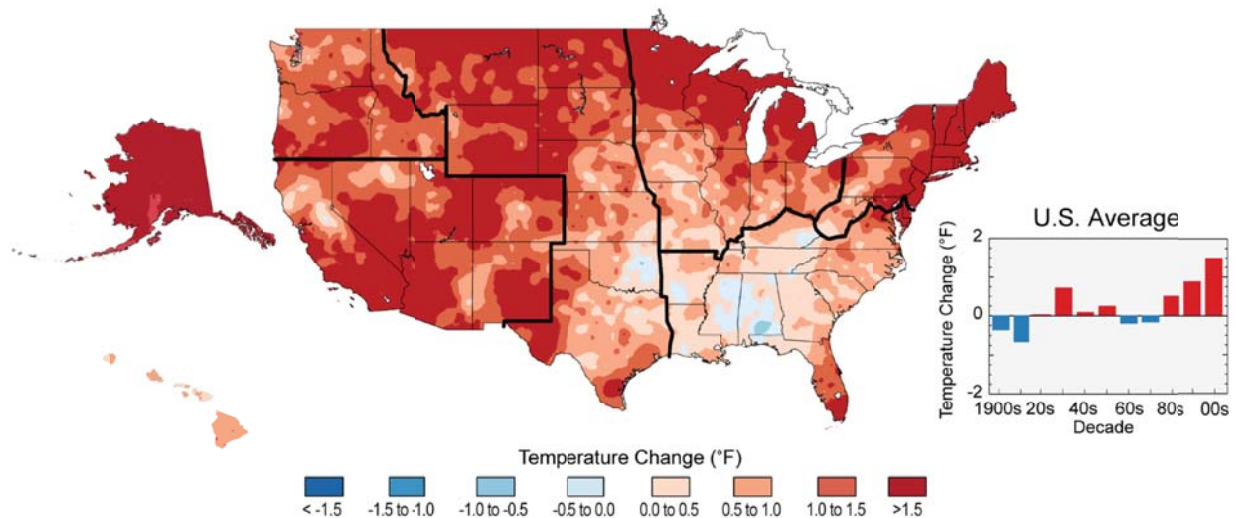 U.S. Average
Temperature Change (°F)
2
0
-2
1900s 20s 40s 60s 80s 00s
Decade
Temperature Change (°F)
< -1.5 -1.5 to -1.0 -1.0 to -0.5 -0.5 to 0.0 0.0 to 0.5 0.5 to 1.0 1.0 to 1.5 >1.5